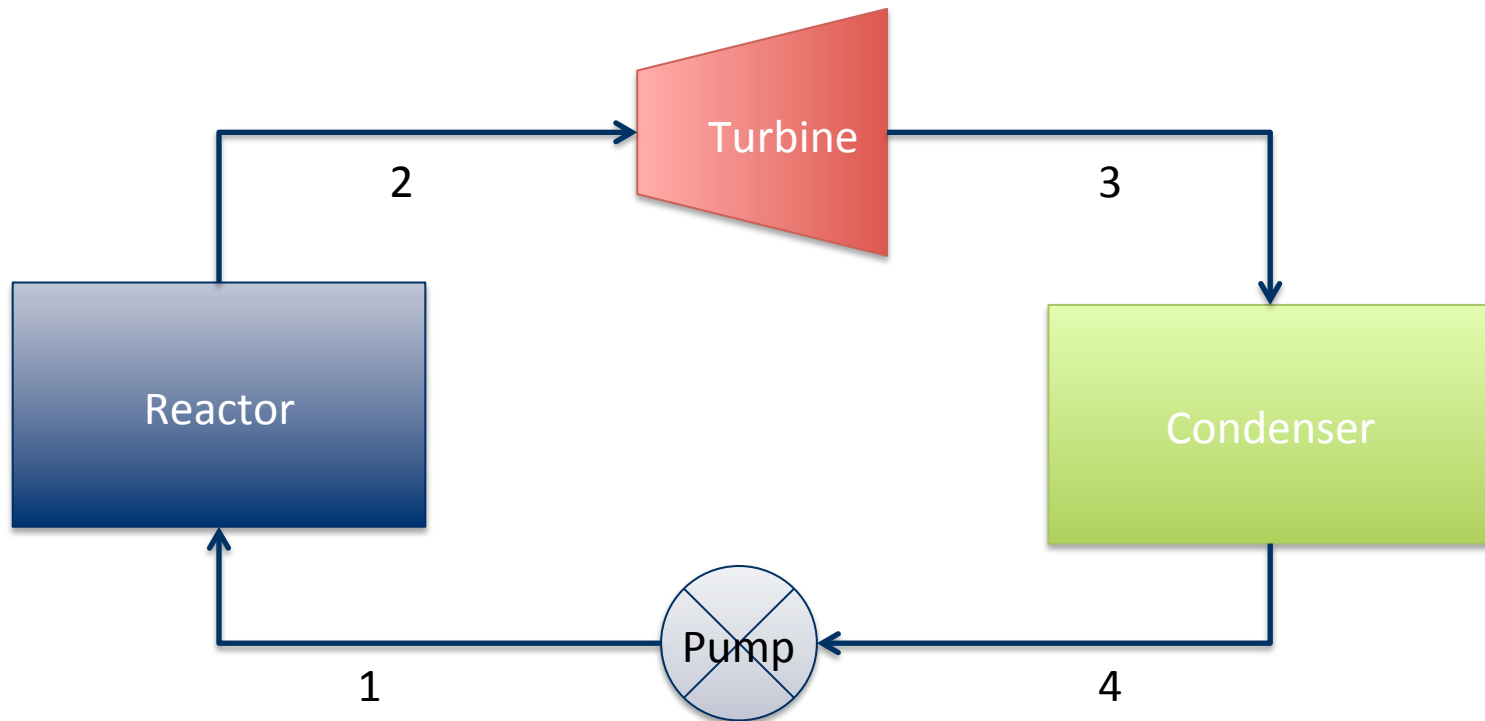 Turbine
2
3
Reactor
Condenser
Pump
1
4